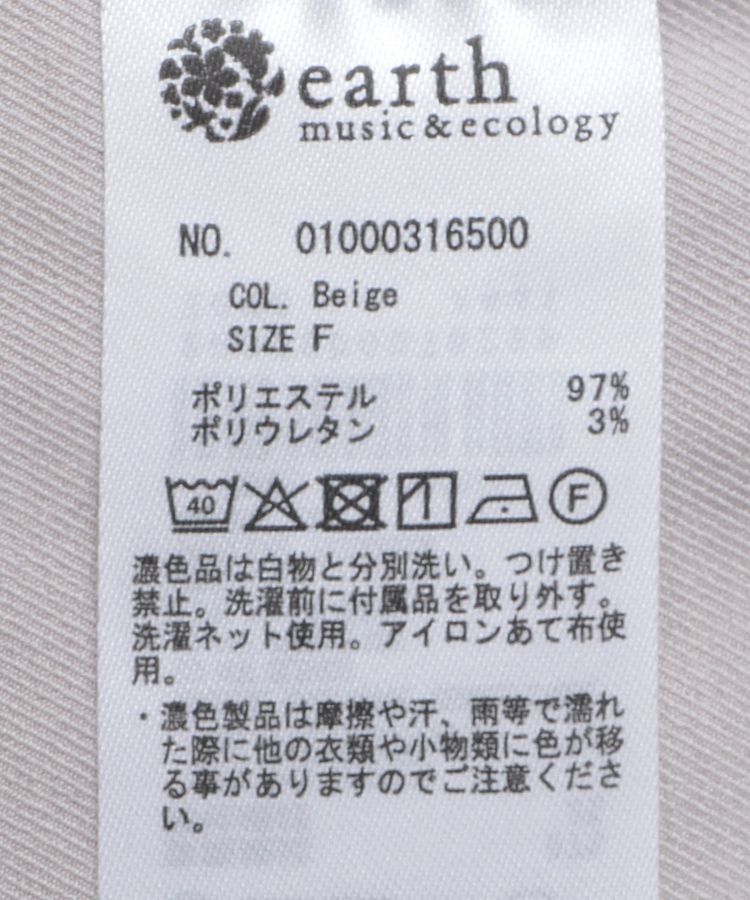 earth
music&ecology
NO. 01000316500
COL. Beige
SIZE F
ポリエステル 97%
ポリウレタン 3%
40 F
濃色品は白物と分別洗い。つけ置き
禁止。洗濯前に付属品を取り外す。
洗濯ネット使用。アイロンあて布使
用。
・濃色製品は摩擦や汗、雨等で濡れ
た際に他の衣類や小物類に色が移
る事がありますのでご注意くださ
い。